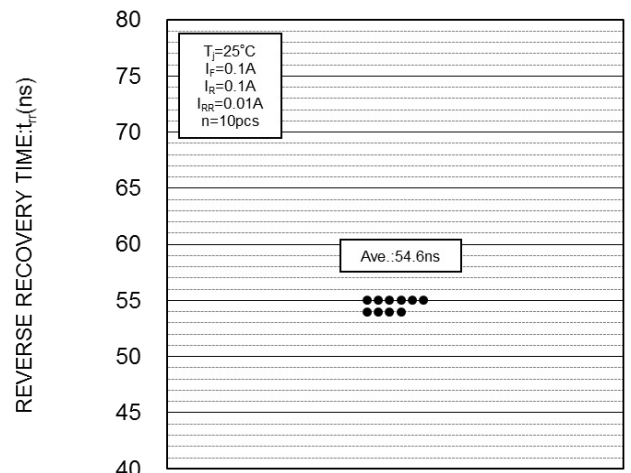 REVERSE RECOVERY TIME:trr(ns)
80
75
70
65
60
55
50
45
40
Tj=25°C
IF=0.1A
IR=0.1A
IRR=0.01A
n=10pcs
Ave.:54.6ns